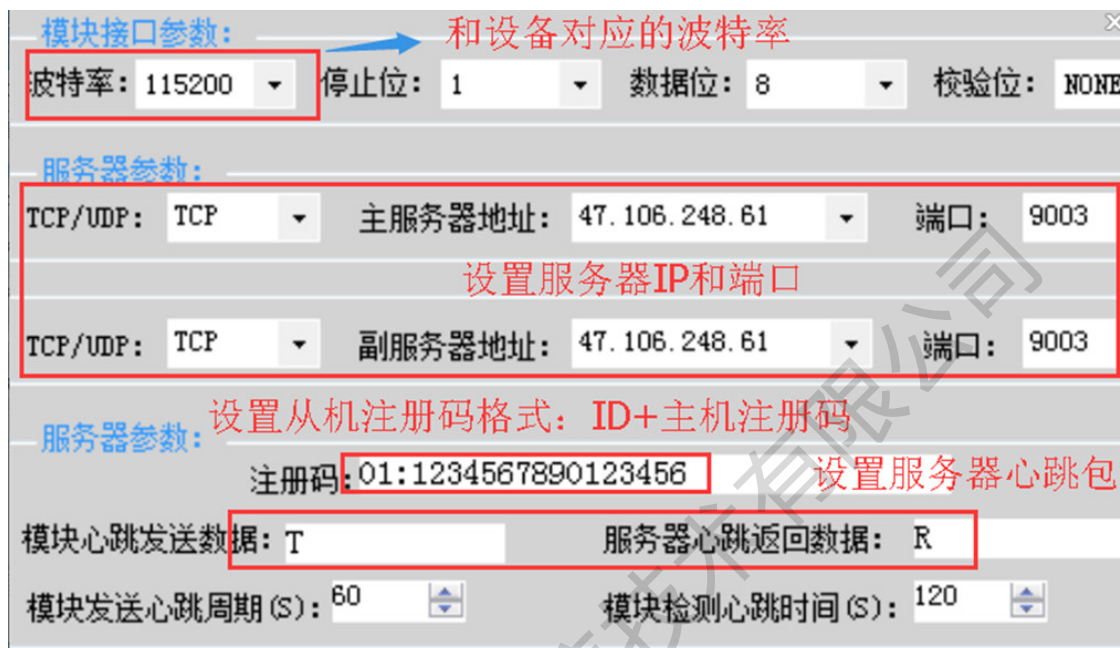 模块接口参数: 和设备对应的波特率
波特率: 115200 停止位: 1 数据位: 8 校验位: NONE
服务器参数:
TCP/UDP: TCP 主服务器地址: 47.106.248.61 端口: 9003
设置服务器IP和端口
TCP/UDP: TCP 副服务器地址: 47.106.248.61 端口: 9003
设置从机注册码格式: ID+主机注册码
服务器参数:
注册码: 01:1234567890123456 设置服务器心跳包
模块心跳发送数据: T 服务器心跳返回数据: R
模块发送心跳周期(S): 60 模块检测心跳时间(S): 120
技术有限公司